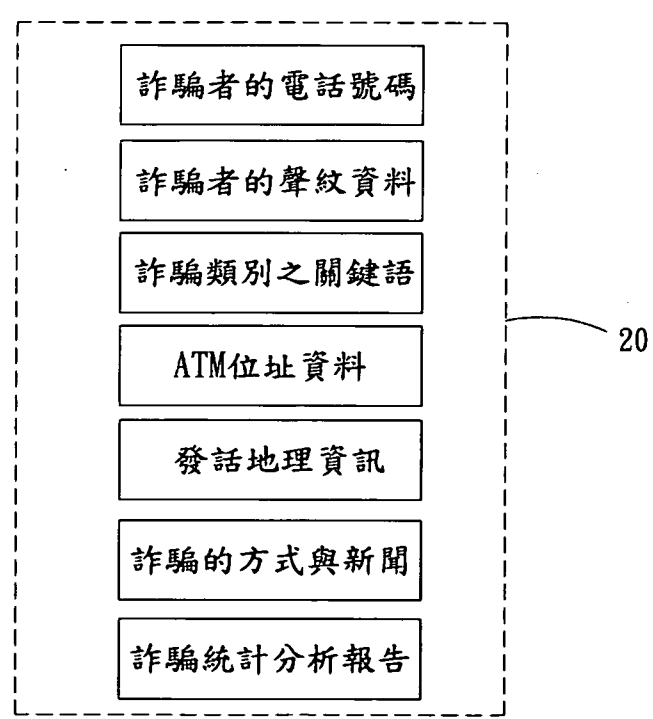 詐騙者的電話號碼
詐騙者的聲紋資料
詐騙類別之關鍵語
ATM位址資料
20
發話地理資訊
詐騙的方式與新聞
詐騙統計分析報告